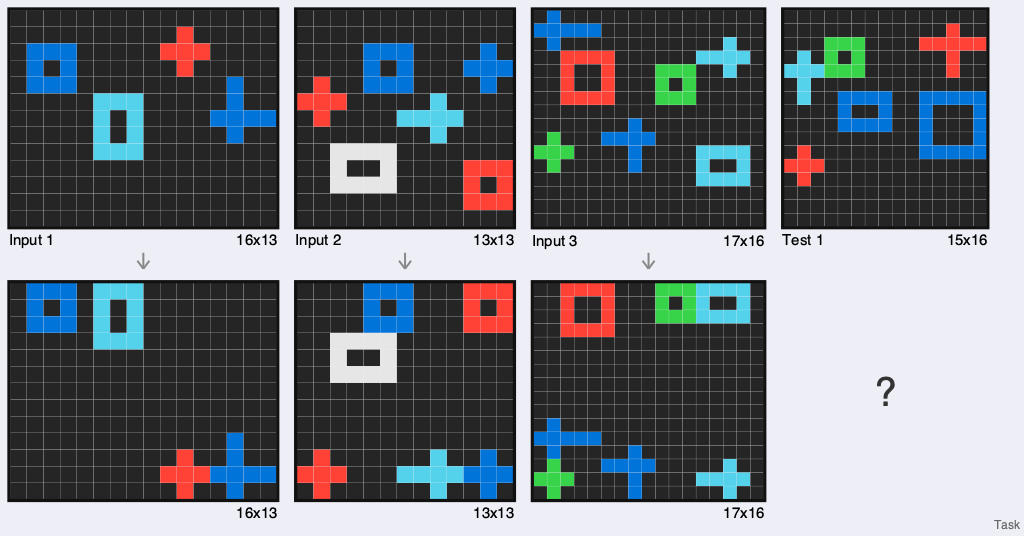 Input 1 16x13
Input 2 13x13
Input 3 17x16
Test 1 15x16
?
16x13
13x13
17x16
Task